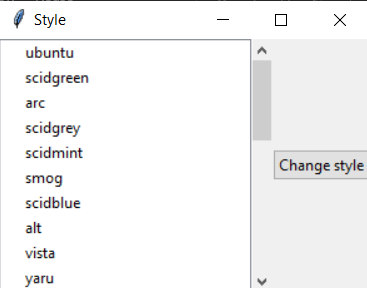 Style
ubuntu
scidgreen
arc
scidgrey
scidmint
smog
scidblue
alt
vista
yaru
Change style